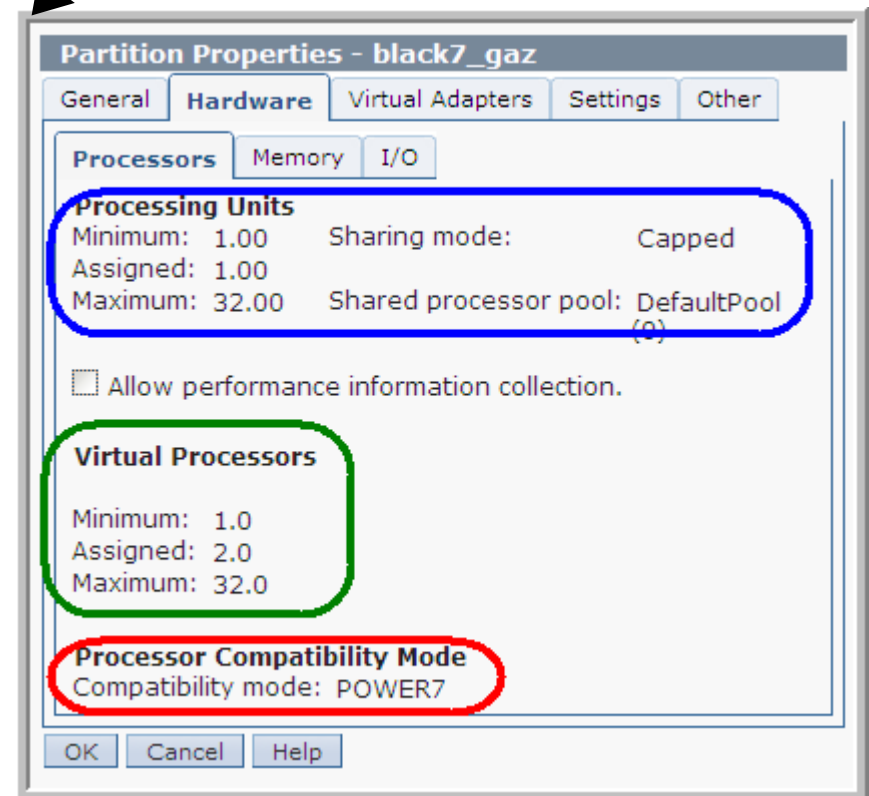 Partition Properties - black7_gaz
General Hardware Virtual Adapters Settings Other
Processors Memory I/O
Processing Units
Minimum: 1.00 Sharing mode: Capped
Assigned: 1.00
Maximum: 32.00 Shared processor pool: DefaultPool
(0)
Allow performance information collection.
Virtual Processors
Minimum: 1.0
Assigned: 2.0
Maximum: 32.0
Processor Compatibility Mode
Compatibility mode: POWER7
OK Cancel Help